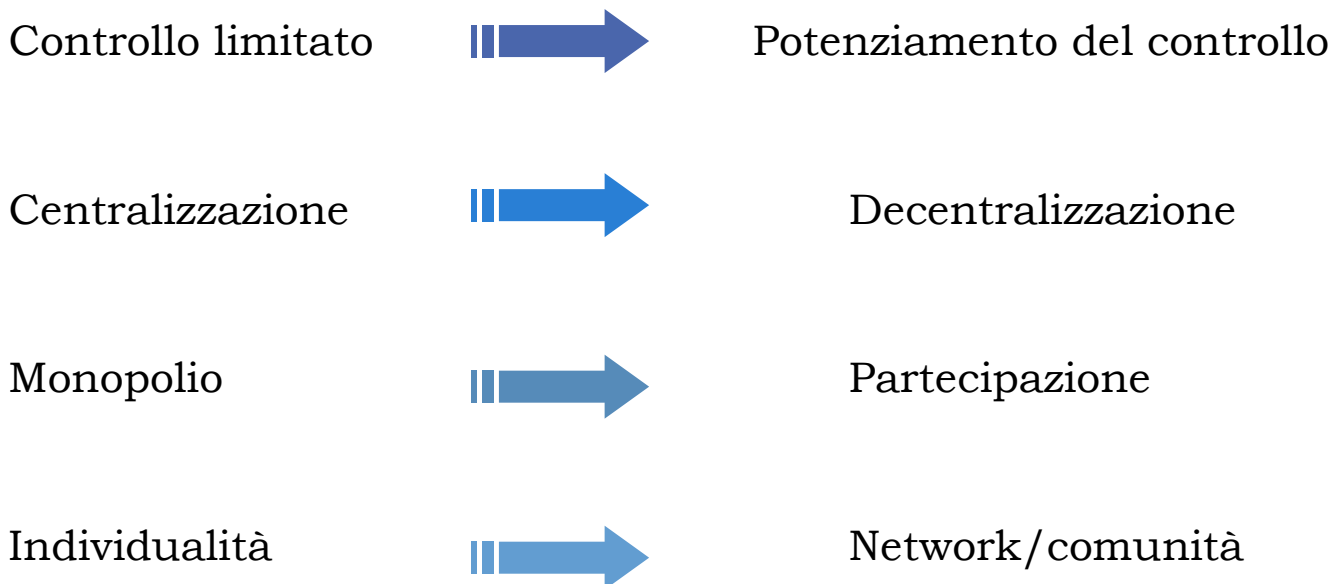 Controllo limitato Potenziamento del controllo
Centralizzazione Decentralizzazione
Monopolio Partecipazione
Individualità Network/comunità